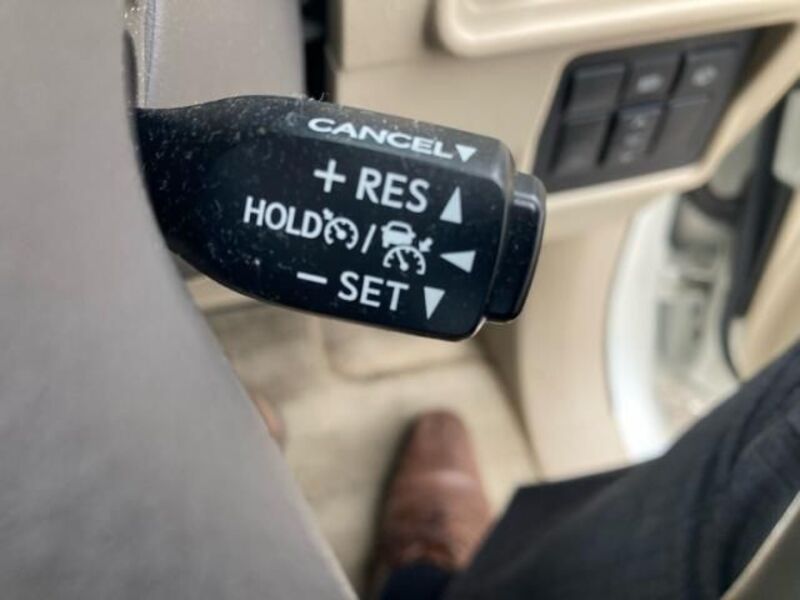 CANCEL▼
+ RES ▲
HOLD / ◄
− SET ▼